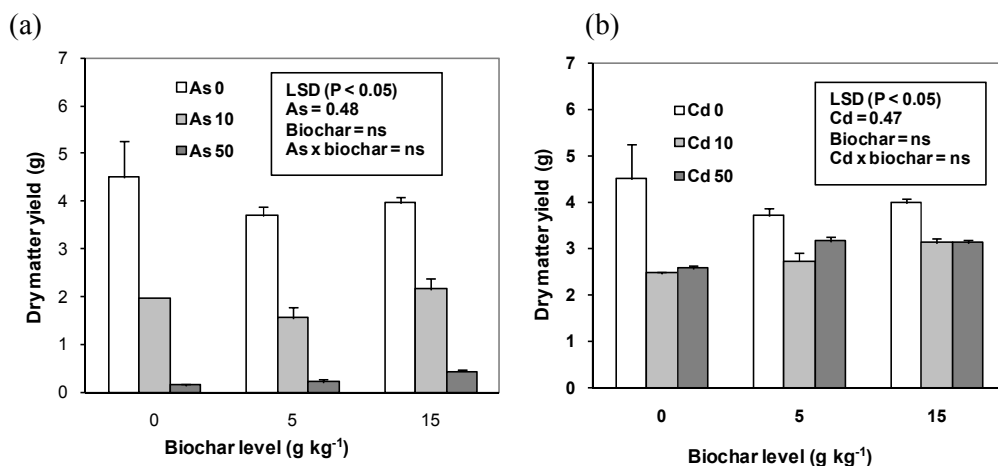 (a)
7
6
5
4
3
2
1
0
Dry matter yield (g)
As 0
As 10
As 50
LSD (P < 0.05)
As = 0.48
Biochar = ns
As x biochar = ns
0 5 15
Biochar level (g kg-1)
(b)
7
6
5
4
3
2
1
0
Dry matter yield (g)
Cd 0
Cd 10
Cd 50
LSD (P < 0.05)
Cd = 0.47
Biochar = ns
Cd x biochar = ns
0 5 15
Biochar level (g kg-1)